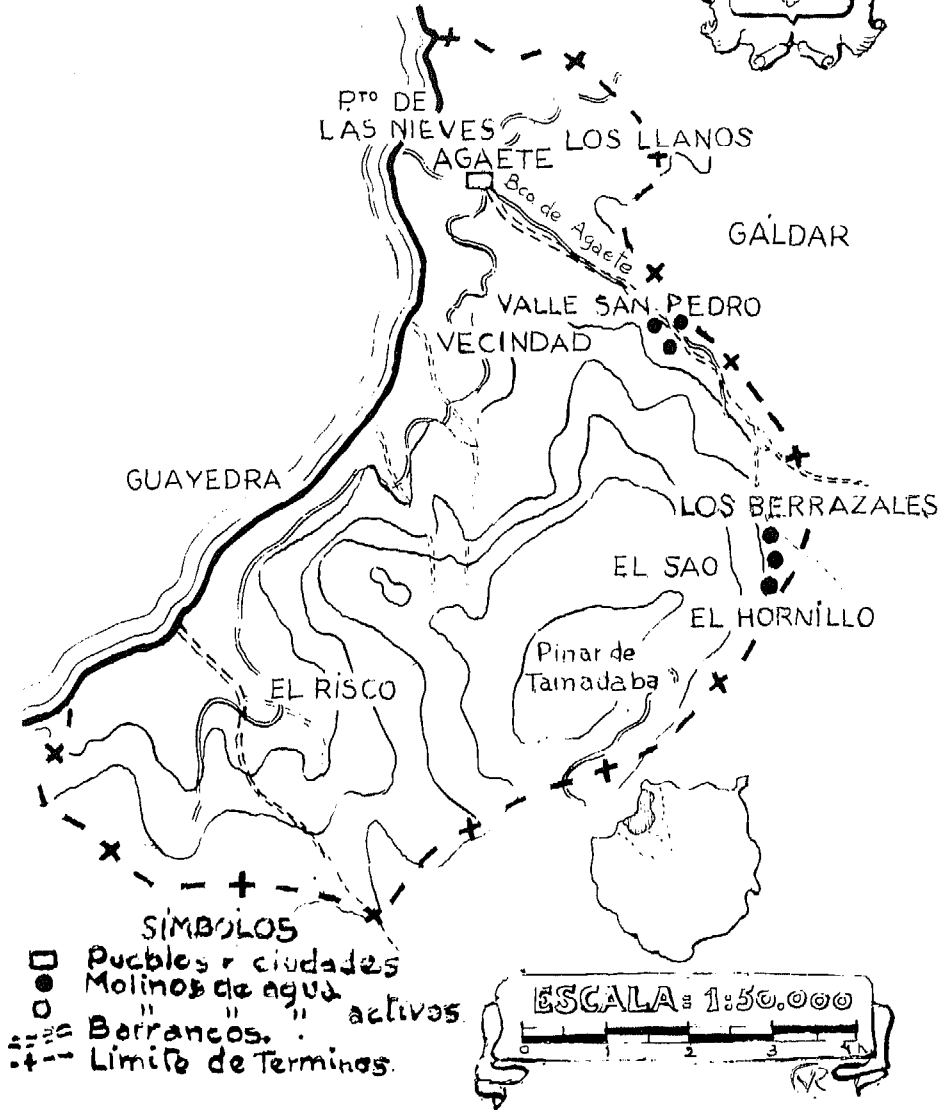 Pᵀᴼ DE
LAS NIEVES
AGAETE
LOS LLANOS
Bco de Agaete
GÁLDAR
VALLE SAN PEDRO
VECINDAD
GUAYEDRA
LOS BERRAZALES
EL SAO
EL HORNILLO
Pinar de
Tamadaba
EL RISCO
SÍMBOLOS
Pueblos y ciudades
Molinos de agua
" " " activos
Barrancos.
Límite de Terminos.
ESCALA: 1:50.000
0 1 2 3 4